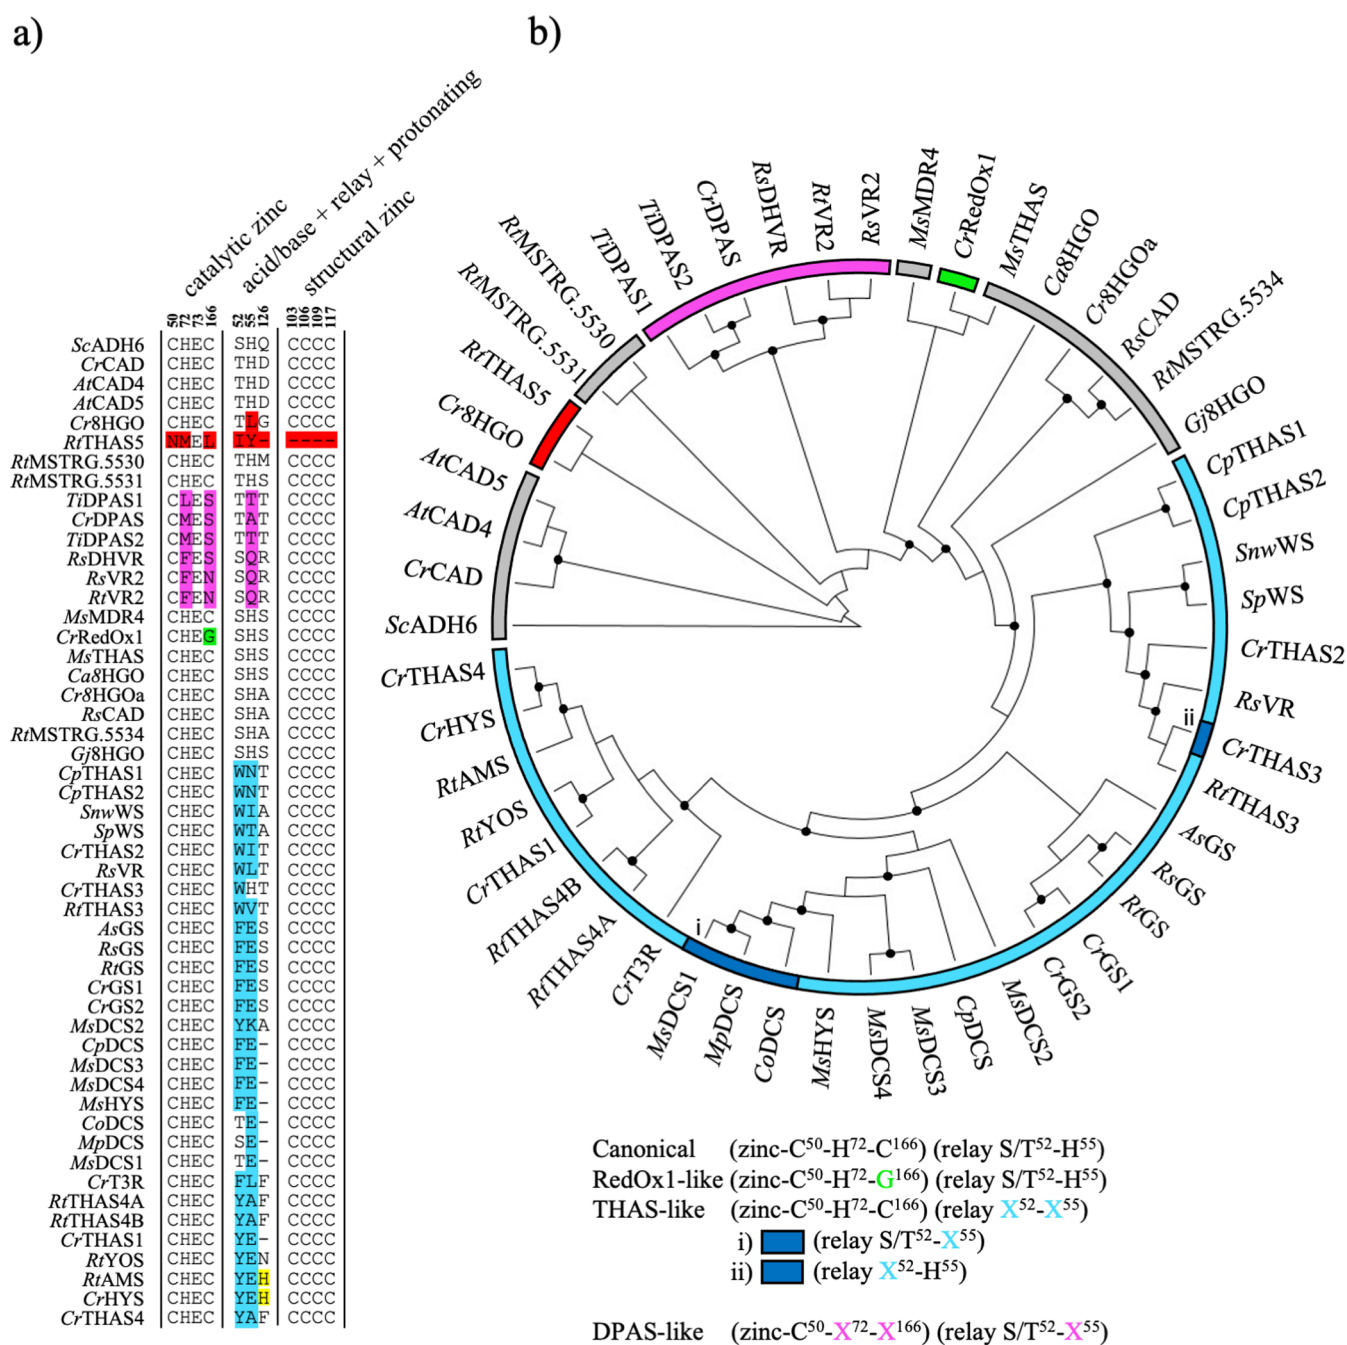 a)
b)
catalytic zinc
acid/base + relay + protonating
structural zinc
50 72 73 166 52 55 126 103 106 109 117
ScADH6 CHEC SHQ CCCC
CrCAD CHEC THD CCCC
AtCAD4 CHEC THD CCCC
AtCAD5 CHEC THD CCCC
Cr8HGO CHEC TLG CCCC
RtTHAS5 NMEL IY- ----
RtMSTRG.5530 CHEC THM CCCC
RtMSTRG.5531 CHEC THS CCCC
TiDPAS1 CLES TTT CCCC
CrDPAS CMES TAT CCCC
TiDPAS2 CMES TTT CCCC
RsDHVR CFES SQR CCCC
RsVR2 CFEN SQR CCCC
RtVR2 CFEN SQR CCCC
MsMDR4 CHEC SHS CCCC
CrRedOx1 CHEG SHS CCCC
MsTHAS CHEC SHS CCCC
Ca8HGO CHEC SHS CCCC
Cr8HGOa CHEC SHA CCCC
RsCAD CHEC SHA CCCC
RtMSTRG.5534 CHEC SHA CCCC
Gj8HGO CHEC SHS CCCC
CpTHAS1 CHEC WNT CCCC
CpTHAS2 CHEC WNT CCCC
SnwWS CHEC WIA CCCC
SpWS CHEC WTA CCCC
CrTHAS2 CHEC WIT CCCC
RsVR CHEC WLT CCCC
CrTHAS3 CHEC WHT CCCC
RtTHAS3 CHEC WVT CCCC
AsGS CHEC FES CCCC
RsGS CHEC FES CCCC
RtGS CHEC FES CCCC
CrGS1 CHEC FES CCCC
CrGS2 CHEC FES CCCC
MsDCS2 CHEC YKA CCCC
CpDCS CHEC FE- CCCC
MsDCS3 CHEC FE- CCCC
MsDCS4 CHEC FE- CCCC
MsHYS CHEC FE- CCCC
CoDCS CHEC TE- CCCC
MpDCS CHEC SE- CCCC
MsDCS1 CHEC TE- CCCC
CrT3R CHEC FLF CCCC
RtTHAS4A CHEC YAF CCCC
RtTHAS4B CHEC YAF CCCC
CrTHAS1 CHEC YE- CCCC
RtYOS CHEC YEN CCCC
RtAMS CHEC YEH CCCC
CrHYS CHEC YEH CCCC
CrTHAS4 CHEC YAF CCCC
ScADH6
CrCAD
AtCAD4
AtCAD5
Cr8HGO
RtTHAS5
RtMSTRG.5531
RtMSTRG.5530
TiDPAS1
TiDPAS2
CrDPAS
RsDHVR
RtVR2
RsVR2
MsMDR4
CrRedOx1
MsTHAS
Ca8HGO
Cr8HGOa
RsCAD
RtMSTRG.5534
Gj8HGO
CpTHAS1
CpTHAS2
SnwWS
SpWS
CrTHAS2
RsVR
ii
CrTHAS3
RtTHAS3
AsGS
RsGS
RtGS
CrGS1
CrGS2
MsDCS2
CpDCS
MsDCS3
MsDCS4
MsHYS
CoDCS
MpDCS
MsDCS1
i
CrT3R
RtTHAS4A
RtTHAS4B
CrTHAS1
RtYOS
RtAMS
CrHYS
CrTHAS4
Canonical (zinc-C⁵⁰-H⁷²-C¹⁶⁶) (relay S/T⁵²-H⁵⁵)
RedOx1-like (zinc-C⁵⁰-H⁷²-G¹⁶⁶) (relay S/T⁵²-H⁵⁵)
THAS-like (zinc-C⁵⁰-H⁷²-C¹⁶⁶) (relay X⁵²-X⁵⁵)
i) (relay S/T⁵²-X⁵⁵)
ii) (relay X⁵²-H⁵⁵)
DPAS-like (zinc-C⁵⁰-X⁷²-X¹⁶⁶) (relay S/T⁵²-X⁵⁵)